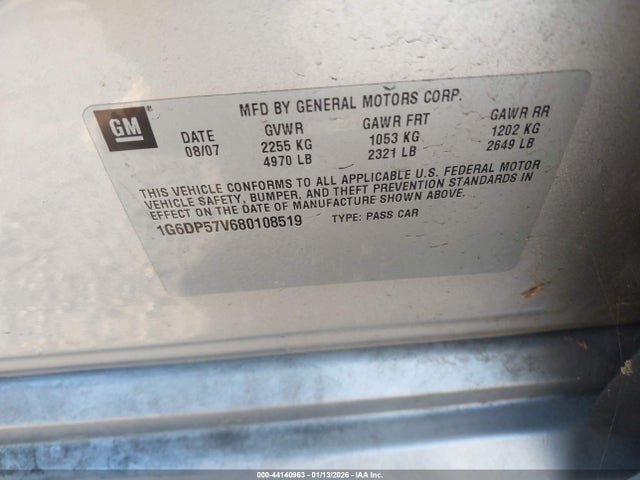 GM
MFD BY GENERAL MOTORS CORP.
DATE GVWR GAWR FRT GAWR RR
08/07 2255 KG 1053 KG 1202 KG
4970 LB 2321 LB 2649 LB
THIS VEHICLE CONFORMS TO ALL APPLICABLE U.S. FEDERAL MOTOR
VEHICLE SAFETY, BUMPER, AND THEFT PREVENTION STANDARDS IN
EFFECT ON THE DATE OF MANUFACTURE SHOWN ABOVE.
1G6DP57V680108519 TYPE: PASS CAR
000-44140963 - 01/13/2026 - IAA Inc.